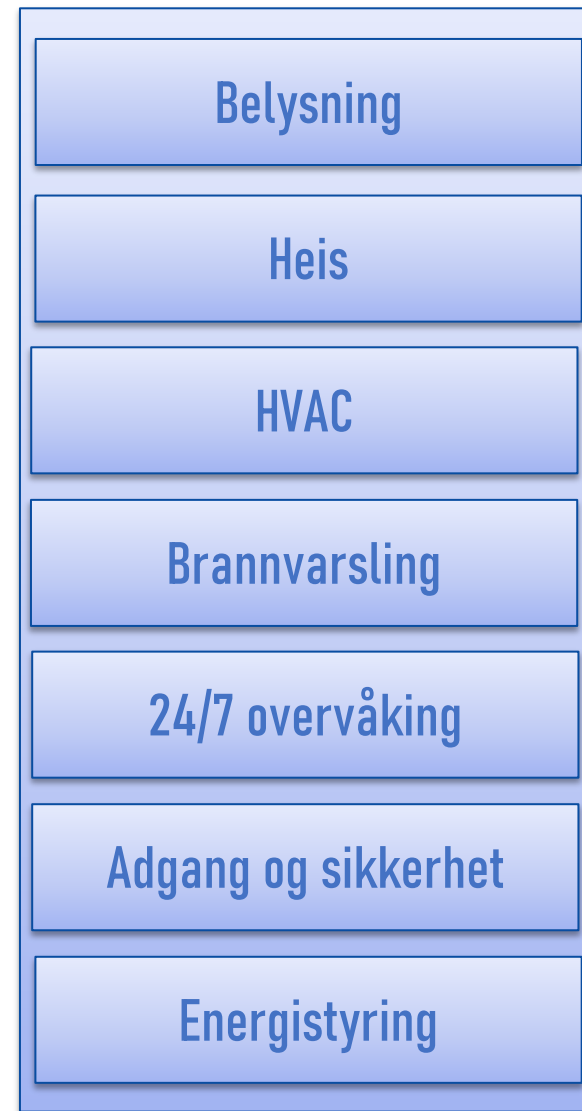 Belysning
Heis
HVAC
Brannvarsling
24/7 overvåking
Adgang og sikkerhet
Energistyring